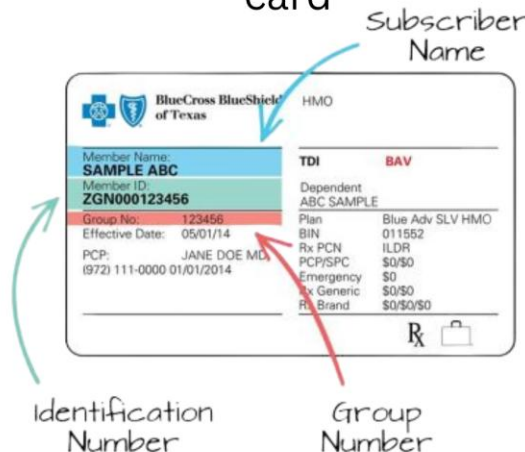 card
Subscriber
Name
BlueCross BlueShield
of Texas
HMO
Member Name:
SAMPLE ABC
Member ID:
ZGN000123456
Group No: 123456
Effective Date: 05/01/14
PCP: JANE DOE MD
(972) 111-0000 01/01/2014
TDI BAV
Dependent
ABC SAMPLE
Plan Blue Adv SLV HMO
BIN 011552
Rx PCN ILDR
PCP/SPC $0/$0
Emergency $0
Rx Generic $0/$0
Rx Brand $0/$0/$0
Rx
Identification
Number
Group
Number